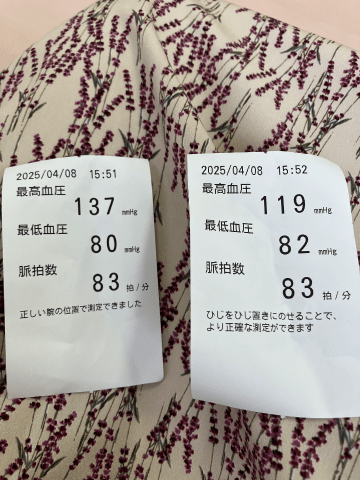 2025/04/08 15:51
最高血圧
137 mmHg
最低血圧
80 mmHg
脈拍数
83 拍/分
正しい腕の位置で測定できました
2025/04/08 15:52
最高血圧
119 mmHg
最低血圧
82 mmHg
脈拍数
83 拍/分
ひじをひじ置きにのせることで、
より正確な測定ができます